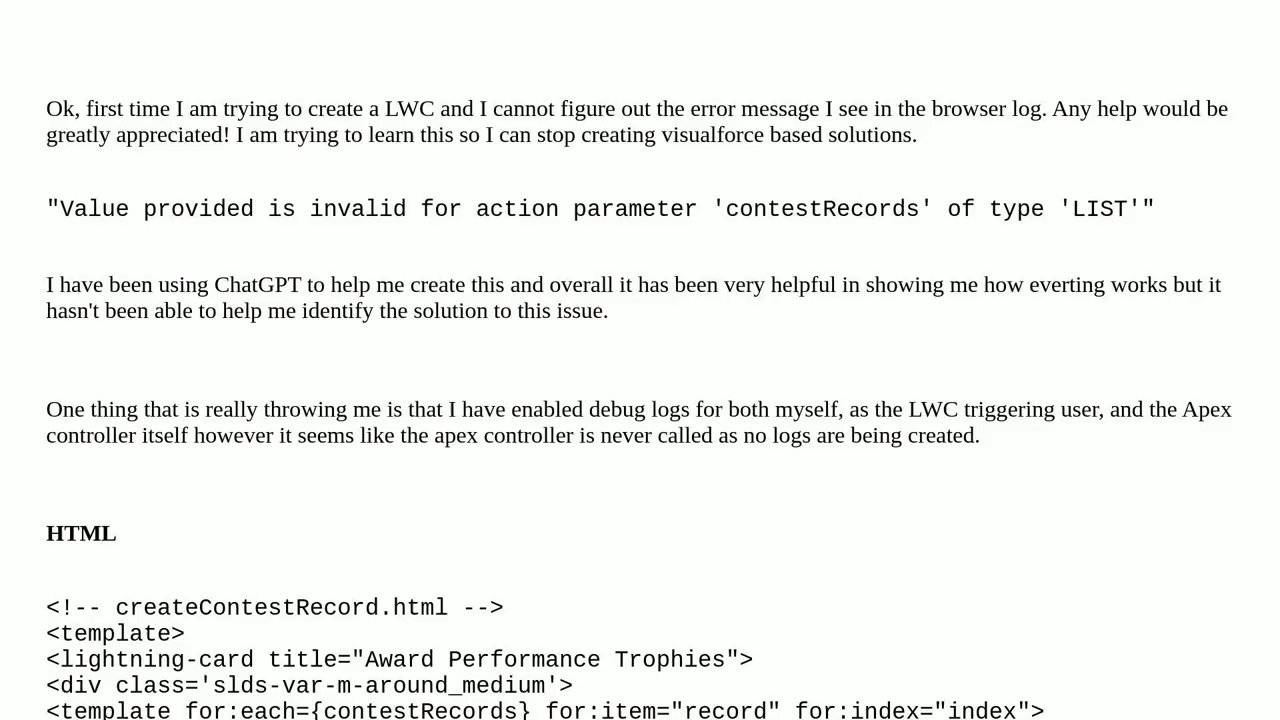 Ok, first time I am trying to create a LWC and I cannot figure out the error message I see in the browser log. Any help would be
greatly appreciated! I am trying to learn this so I can stop creating visualforce based solutions.
"Value provided is invalid for action parameter 'contestRecords' of type 'LIST'"
I have been using ChatGPT to help me create this and overall it has been very helpful in showing me how everting works but it
hasn't been able to help me identify the solution to this issue.
One thing that is really throwing me is that I have enabled debug logs for both myself, as the LWC triggering user, and the Apex
controller itself however it seems like the apex controller is never called as no logs are being created.
HTML
<!-- createContestRecord.html -->
<template>
<lightning-card title="Award Performance Trophies">
<div class='slds-var-m-around_medium'>
<template for:each={contestRecords} for:item="record" for:index="index">